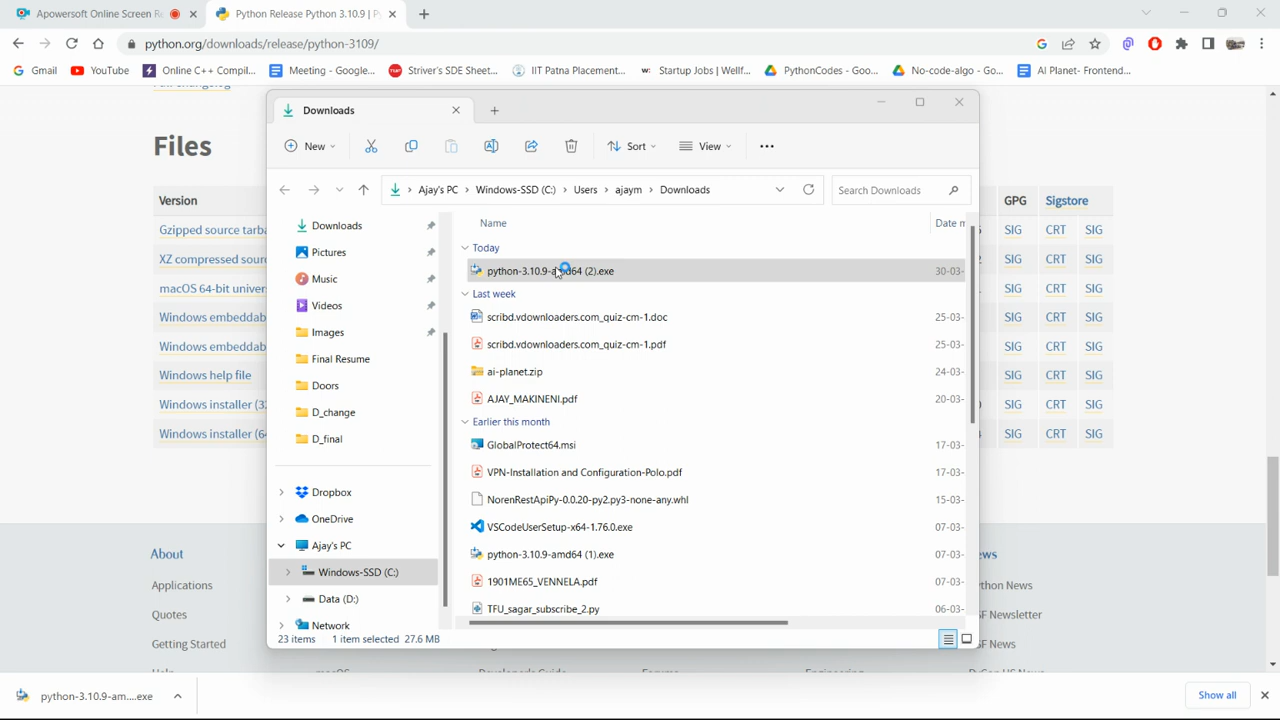 Apowersoft Online Screen Re
Python Release Python 3.10.9 | Py
python.org/downloads/release/python-3109/
Gmail
YouTube
Online C++ Compil...
Meeting - Google...
Striver's SDE Sheet...
IIT Patna Placement...
Startup Jobs | Wellf...
PythonCodes - Goo...
No-code-algo - Go...
AI Planet- Frontend...
Files
Version
GPG
Sigstore
Gzipped source tarba
SIG
CRT
SIG
XZ compressed sourc
SIG
CRT
SIG
macOS 64-bit univers
SIG
CRT
SIG
Windows embeddab
SIG
CRT
SIG
Windows embeddab
SIG
CRT
SIG
Windows help file
SIG
CRT
SIG
Windows installer (32
SIG
CRT
SIG
Windows installer (64
SIG
CRT
SIG
Downloads
New
Sort
View
Ajay's PC > Windows-SSD (C:) > Users > ajaym > Downloads
Search Downloads
Downloads
Pictures
Music
Videos
Images
Final Resume
Doors
D_change
D_final
Dropbox
OneDrive
Ajay's PC
Windows-SSD (C:)
Data (D:)
Network
Name
Date m
Today
python-3.10.9-amd64 (2).exe
30-03-
Last week
scribd.vdownloaders.com_quiz-cm-1.doc
25-03-
scribd.vdownloaders.com_quiz-cm-1.pdf
25-03-
ai-planet.zip
24-03-
AJAY_MAKINENI.pdf
20-03-
Earlier this month
GlobalProtect64.msi
17-03-
VPN-Installation and Configuration-Polo.pdf
17-03-
NorenRestApiPy-0.0.20-py2.py3-none-any.whl
15-03-
VSCodeUserSetup-x64-1.76.0.exe
07-03-
python-3.10.9-amd64 (1).exe
07-03-
1901ME65_VENNELA.pdf
07-03-
TFU_sagar_subscribe_2.py
06-03-
23 items
1 item selected 27.6 MB
About
Applications
Quotes
Getting Started
ews
thon News
SF Newsletter
SF News
python-3.10.9-am....exe
Show all